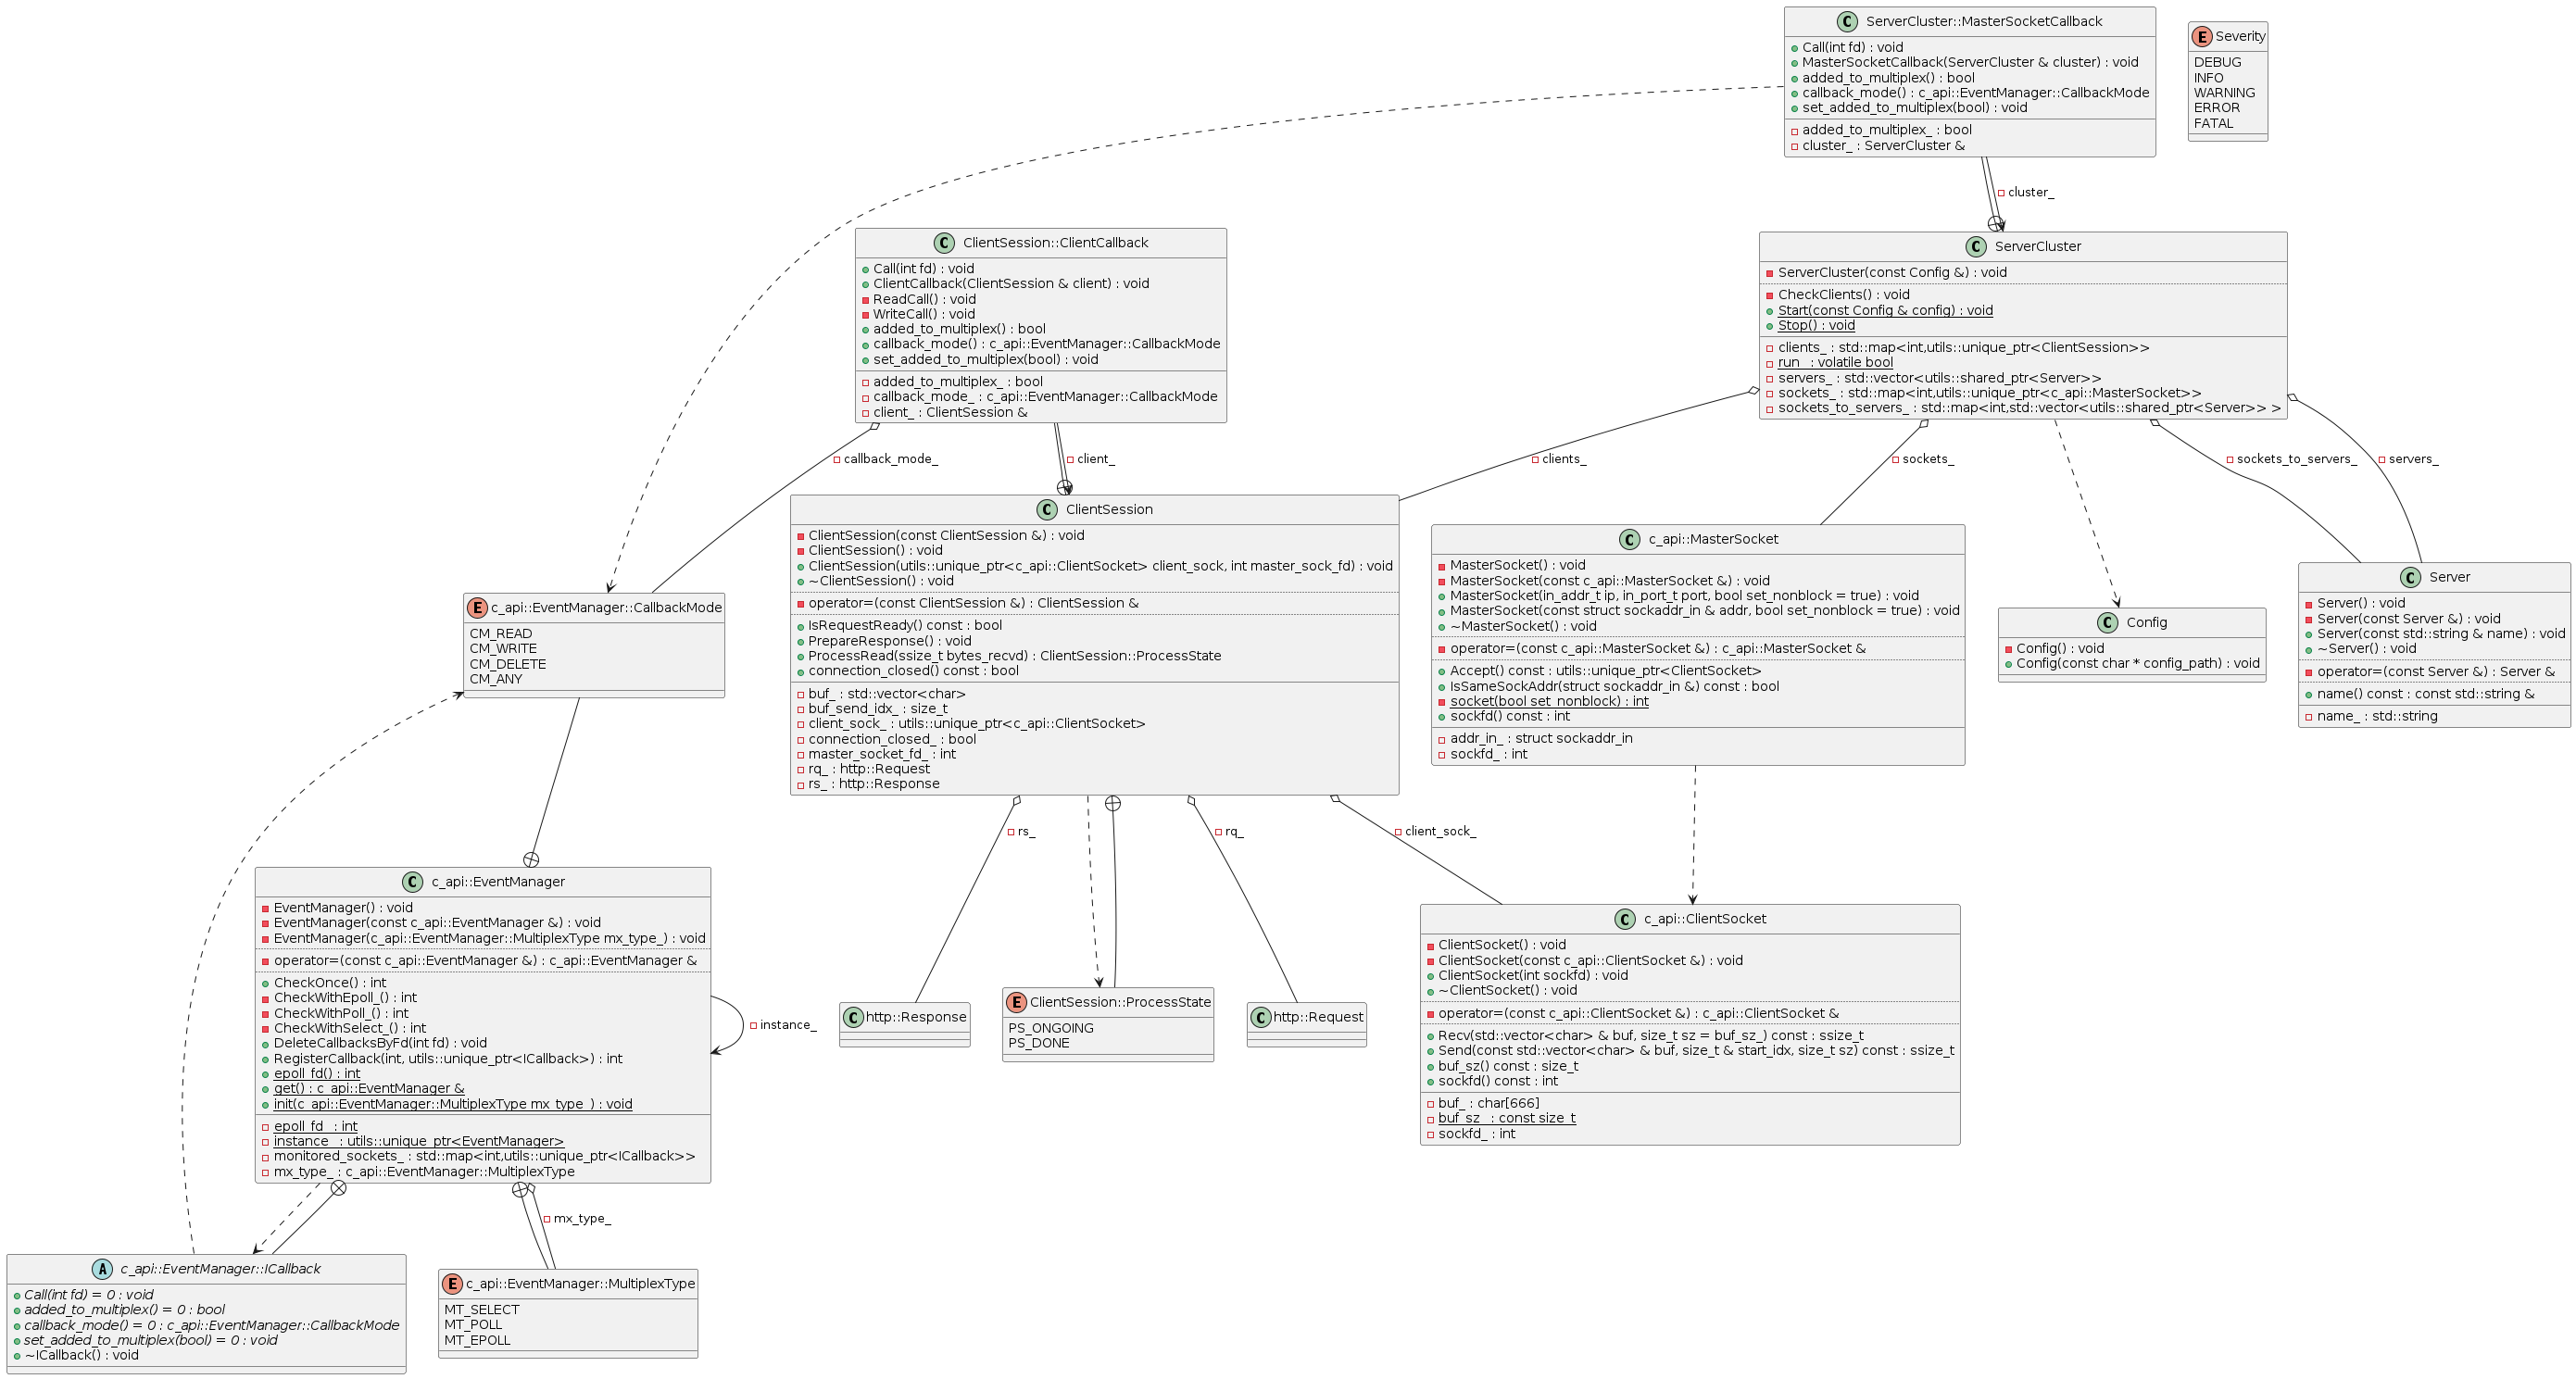 C ServerCluster::MasterSocketCallback
Call(int fd) : void
MasterSocketCallback(ServerCluster & cluster) : void
added_to_multiplex() : bool
callback_mode() : c_api::EventManager::CallbackMode
set_added_to_multiplex(bool) : void
added_to_multiplex_ : bool
cluster_ : ServerCluster &
E Severity
DEBUG
INFO
WARNING
ERROR
FATAL
cluster_
C ClientSession::ClientCallback
Call(int fd) : void
ClientCallback(ClientSession & client) : void
ReadCall() : void
WriteCall() : void
added_to_multiplex() : bool
callback_mode() : c_api::EventManager::CallbackMode
set_added_to_multiplex(bool) : void
added_to_multiplex_ : bool
callback_mode_ : c_api::EventManager::CallbackMode
client_ : ClientSession &
C ServerCluster
ServerCluster(const Config &) : void
CheckClients() : void
Start(const Config & config) : void
Stop() : void
clients_ : std::map<int,utils::unique_ptr<ClientSession>>
run_ : volatile bool
servers_ : std::vector<utils::shared_ptr<Server>>
sockets_ : std::map<int,utils::unique_ptr<c_api::MasterSocket>>
sockets_to_servers_ : std::map<int,std::vector<utils::shared_ptr<Server>> >
callback_mode_
client_
clients_
sockets_
sockets_to_servers_
servers_
E c_api::EventManager::CallbackMode
CM_READ
CM_WRITE
CM_DELETE
CM_ANY
C ClientSession
ClientSession(const ClientSession &) : void
ClientSession() : void
ClientSession(utils::unique_ptr<c_api::ClientSocket> client_sock, int master_sock_fd) : void
~ClientSession() : void
operator=(const ClientSession &) : ClientSession &
IsRequestReady() const : bool
PrepareResponse() : void
ProcessRead(ssize_t bytes_recvd) : ClientSession::ProcessState
connection_closed() const : bool
buf_ : std::vector<char>
buf_send_idx_ : size_t
client_sock_ : utils::unique_ptr<c_api::ClientSocket>
connection_closed_ : bool
master_socket_fd_ : int
rq_ : http::Request
rs_ : http::Response
C c_api::MasterSocket
MasterSocket() : void
MasterSocket(const c_api::MasterSocket &) : void
MasterSocket(in_addr_t ip, in_port_t port, bool set_nonblock = true) : void
MasterSocket(const struct sockaddr_in & addr, bool set_nonblock = true) : void
~MasterSocket() : void
operator=(const c_api::MasterSocket &) : c_api::MasterSocket &
Accept() const : utils::unique_ptr<ClientSocket>
IsSameSockAddr(struct sockaddr_in &) const : bool
socket(bool set_nonblock) : int
sockfd() const : int
addr_in_ : struct sockaddr_in
sockfd_ : int
C Config
Config() : void
Config(const char * config_path) : void
C Server
Server() : void
Server(const Server &) : void
Server(const std::string & name) : void
~Server() : void
operator=(const Server &) : Server &
name() const : const std::string &
name_ : std::string
rs_
rq_
client_sock_
C c_api::EventManager
EventManager() : void
EventManager(const c_api::EventManager &) : void
EventManager(c_api::EventManager::MultiplexType mx_type_) : void
operator=(const c_api::EventManager &) : c_api::EventManager &
CheckOnce() : int
CheckWithEpoll_() : int
CheckWithPoll_() : int
CheckWithSelect_() : int
DeleteCallbacksByFd(int fd) : void
RegisterCallback(int, utils::unique_ptr<ICallback>) : int
epoll_fd() : int
get() : c_api::EventManager &
init(c_api::EventManager::MultiplexType mx_type_) : void
epoll_fd_ : int
instance_ : utils::unique_ptr<EventManager>
monitored_sockets_ : std::map<int,utils::unique_ptr<ICallback>>
mx_type_ : c_api::EventManager::MultiplexType
instance_
C http::Response
E ClientSession::ProcessState
PS_ONGOING
PS_DONE
C http::Request
C c_api::ClientSocket
ClientSocket() : void
ClientSocket(const c_api::ClientSocket &) : void
ClientSocket(int sockfd) : void
~ClientSocket() : void
operator=(const c_api::ClientSocket &) : c_api::ClientSocket &
Recv(std::vector<char> & buf, size_t sz = buf_sz_) const : ssize_t
Send(const std::vector<char> & buf, size_t & start_idx, size_t sz) const : ssize_t
buf_sz() const : size_t
sockfd() const : int
buf_ : char[666]
buf_sz_ : const size_t
sockfd_ : int
mx_type_
A c_api::EventManager::ICallback
Call(int fd) = 0 : void
added_to_multiplex() = 0 : bool
callback_mode() = 0 : c_api::EventManager::CallbackMode
set_added_to_multiplex(bool) = 0 : void
~ICallback() : void
E c_api::EventManager::MultiplexType
MT_SELECT
MT_POLL
MT_EPOLL